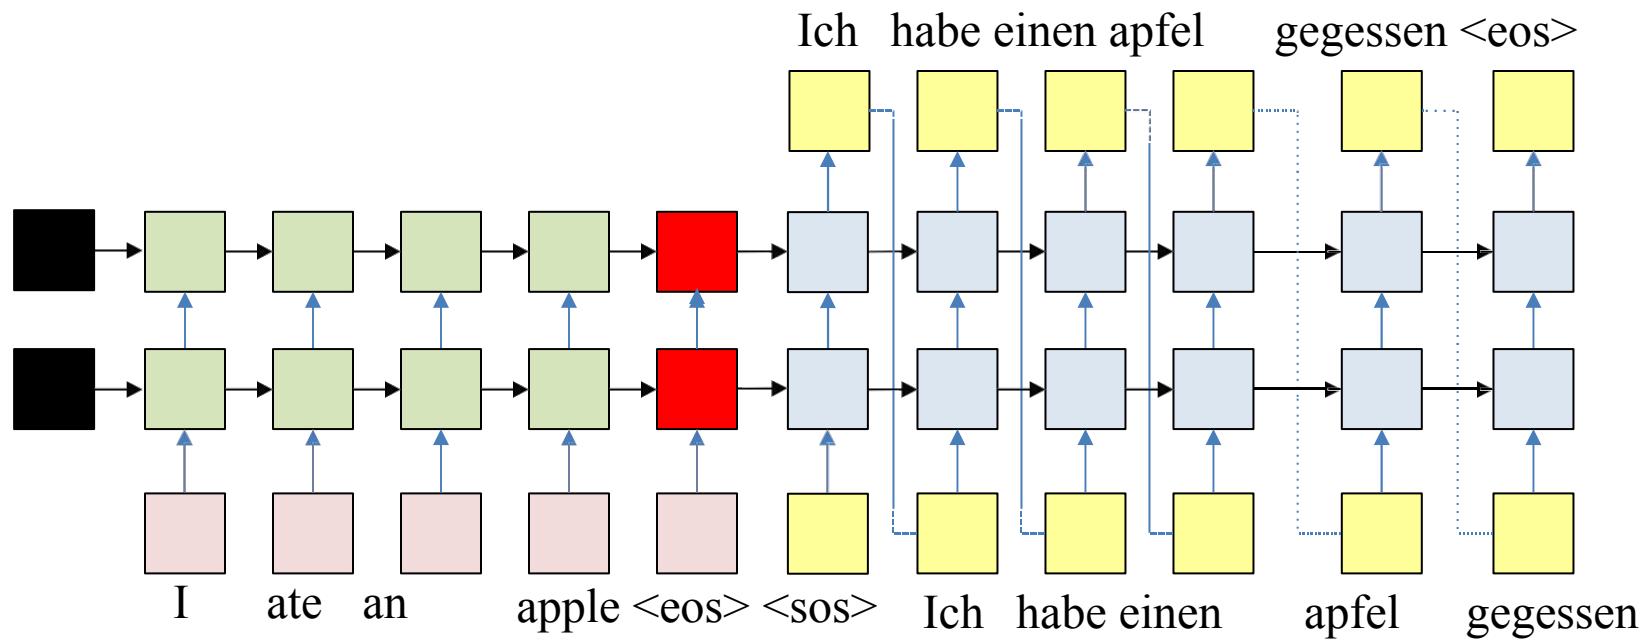 Ich habe einen apfel gegessen <eos>
I ate an apple <eos> <sos> Ich habe einen apfel gegessen